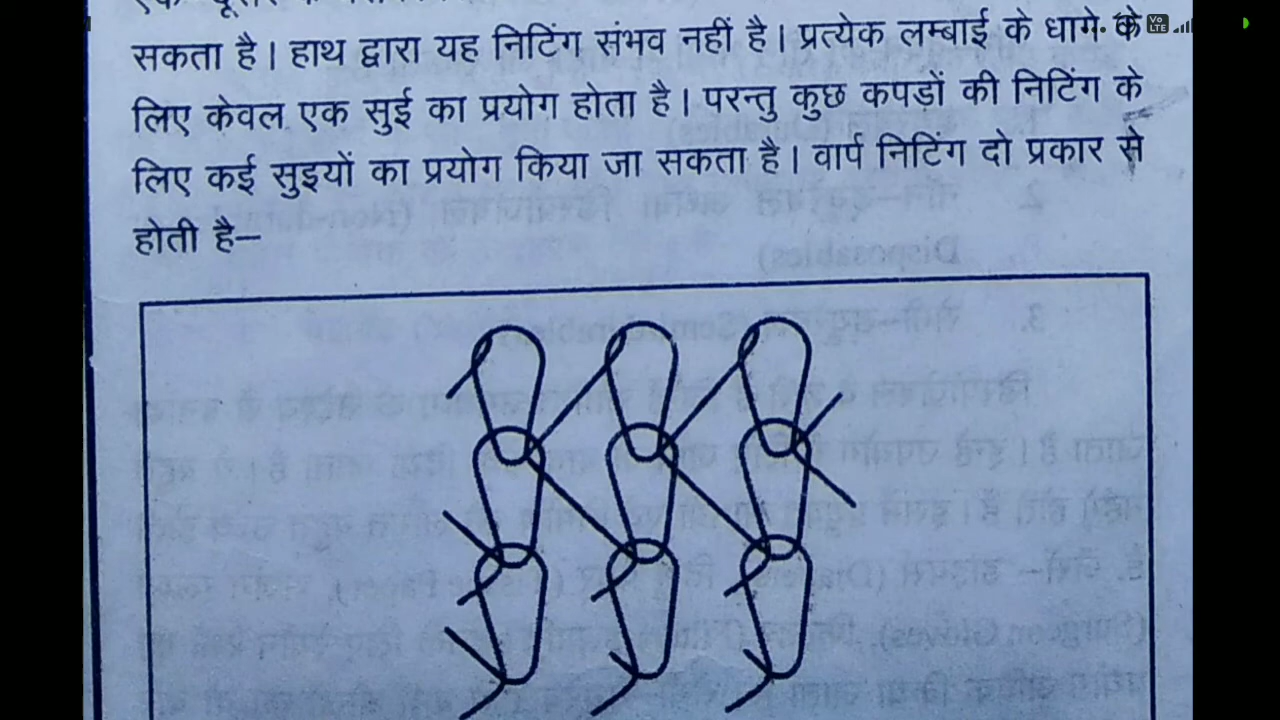 सकता है। हाथ द्वारा यह निटिंग संभव नहीं है। प्रत्येक लम्बाई के धागे के
लिए केवल एक सुई का प्रयोग होता है। परन्तु कुछ कपड़ों की निटिंग के
लिए कई सुइयों का प्रयोग किया जा सकता है। वार्प निटिंग दो प्रकार से
होती है–